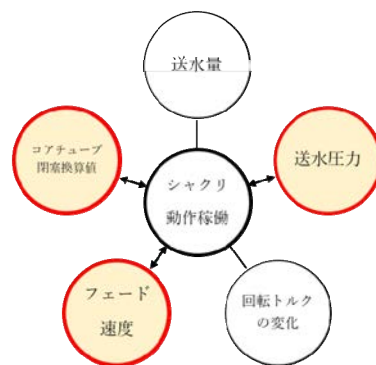 送水量
コアチューブ
閉塞換算値
送水圧力
シャクリ
動作稼働
フェード
速度
回転トルク
の変化